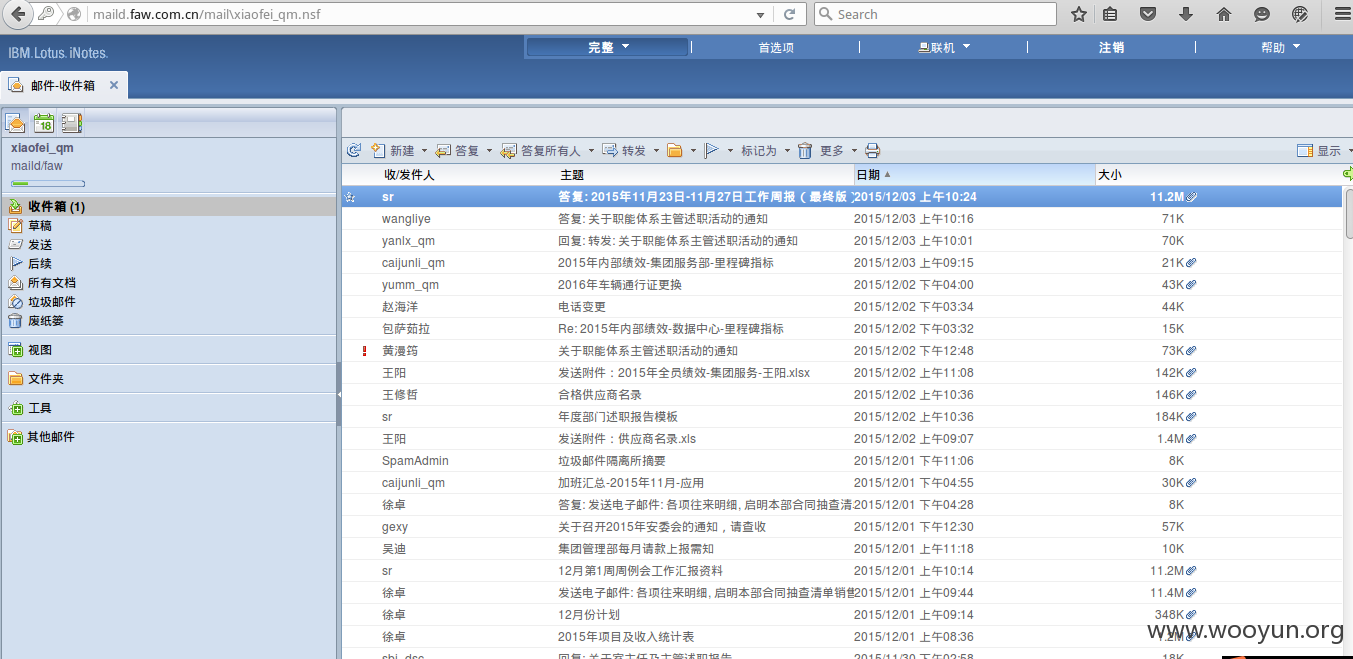 maild.faw.com.cn/mail\xiaofei_qm.nsf
Search
IBM.Lotus.iNotes.
完整 首选项 联机 注销 帮助
邮件-收件箱
18
xiaofei_qm
maild/faw
收件箱 (1)
草稿
发送
后续
所有文档
垃圾邮件
废纸篓
视图
文件夹
工具
其他邮件
新建 答复 答复所有人 转发 标记为 更多 显示
收/发件人 主题 日期 大小
sr 答复: 2015年11月23日-11月27日工作周报（最终版 2015/12/03 上午10:24 11.2M
wangliye 答复: 关于职能体系主管述职活动的通知 2015/12/03 上午10:16 71K
yanlx_qm 回复: 转发: 关于职能体系主管述职活动的通知 2015/12/03 上午10:01 70K
caijunli_qm 2015年内部绩效-集团服务部-里程碑指标 2015/12/03 上午09:15 21K
yumm_qm 2016年车辆通行证更换 2015/12/02 下午04:00 43K
赵海洋 电话变更 2015/12/02 下午03:34 44K
包萨茹拉 Re: 2015年内部绩效-数据中心-里程碑指标 2015/12/02 下午03:32 15K
黄漫筠 关于职能体系主管述职活动的通知 2015/12/02 下午12:48 73K
王阳 发送附件：2015年全员绩效-集团服务-王阳.xlsx 2015/12/02 上午11:08 142K
王修哲 合格供应商名录 2015/12/02 上午10:36 146K
sr 年度部门述职报告模板 2015/12/02 上午10:36 184K
王阳 发送附件：供应商名录.xls 2015/12/02 上午09:07 1.4M
SpamAdmin 垃圾邮件隔离所摘要 2015/12/01 下午11:06 8K
caijunli_qm 加班汇总-2015年11月-应用 2015/12/01 下午04:55 30K
徐卓 答复: 发送电子邮件: 各项往来明细, 启明本部合同抽查清 2015/12/01 下午04:28 8K
gexy 关于召开2015年安委会的通知，请查收 2015/12/01 下午12:30 57K
吴迪 集团管理部每月请款上报需知 2015/12/01 上午11:18 10K
sr 12月第1周周例会工作汇报资料 2015/12/01 上午10:14 11.2M
徐卓 发送电子邮件: 各项往来明细, 启明本部合同抽查清单销售 2015/12/01 上午09:44 11.4M
徐卓 12月份计划 2015/12/01 上午09:14 348K
徐卓 2015年项目及收入统计表 2015/12/01 上午08:36 1.2M
shi_dsc 回复: 关于室主任及主管述职报告 2015/11/30 下午02:58 18K
www.wooyun.org